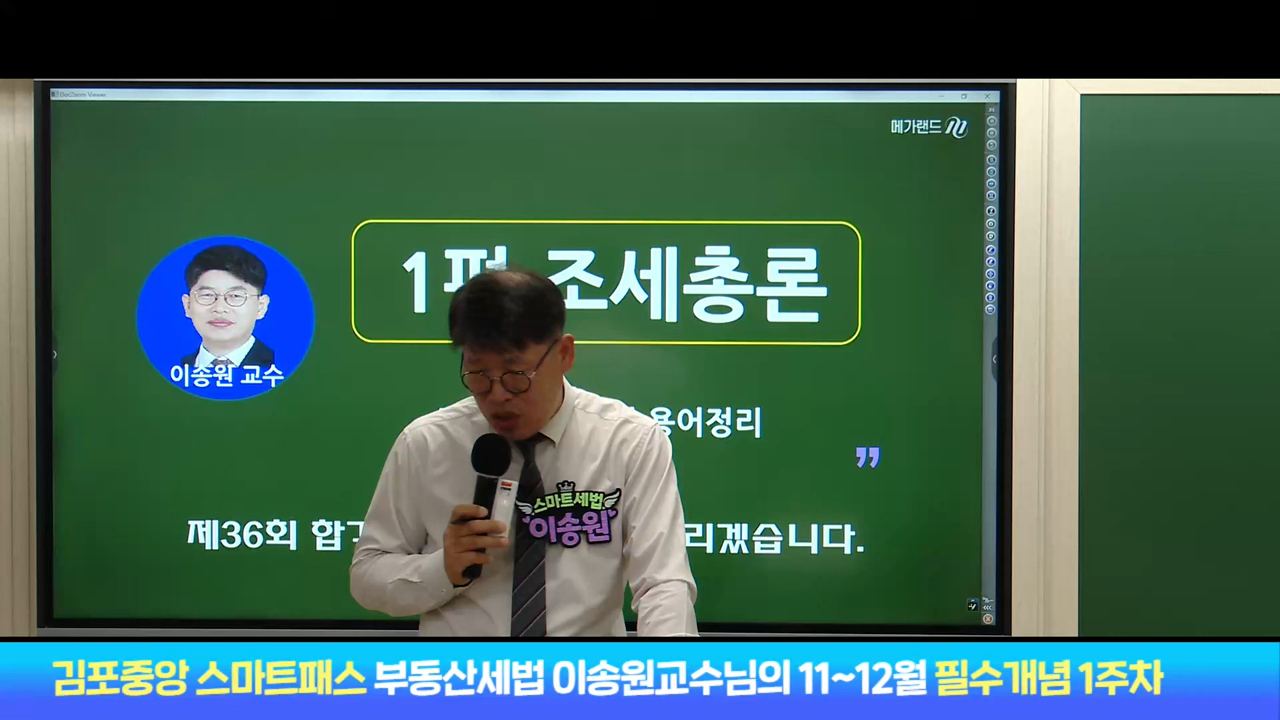 DocZoom Viewer
메가랜드
1편 조세총론
이송원 교수
용어정리
”
제36회 합격 리겠습니다.
스마트세법
이송원
김포중앙 스마트패스 부동산세법 이송원교수님의 11~12월 필수개념 1주차